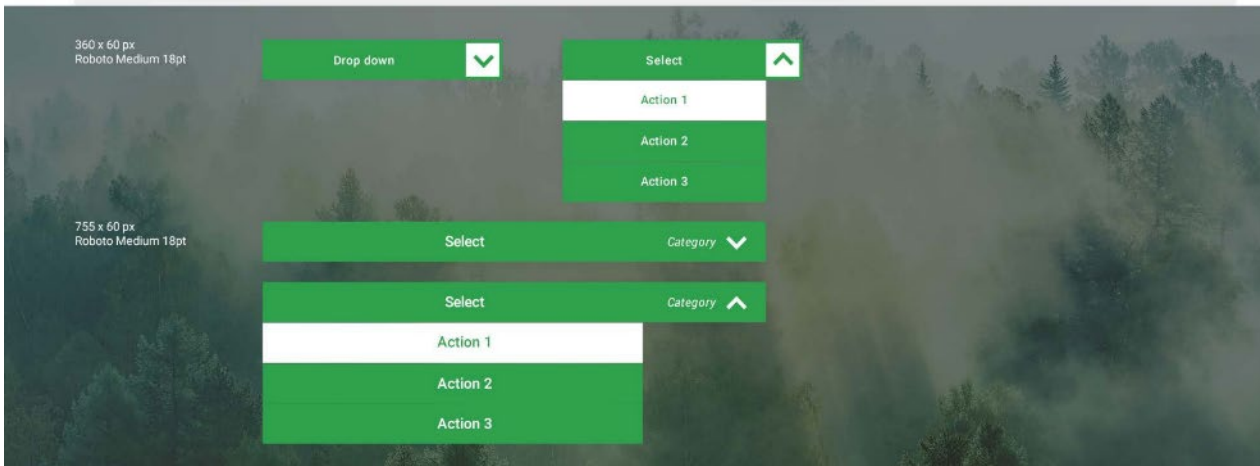 360 x 60 px
Roboto Medium 18pt
Drop down
Select
Action 1
Action 2
Action 3
755 x 60 px
Roboto Medium 18pt
Select Category
Select Category
Action 1
Action 2
Action 3